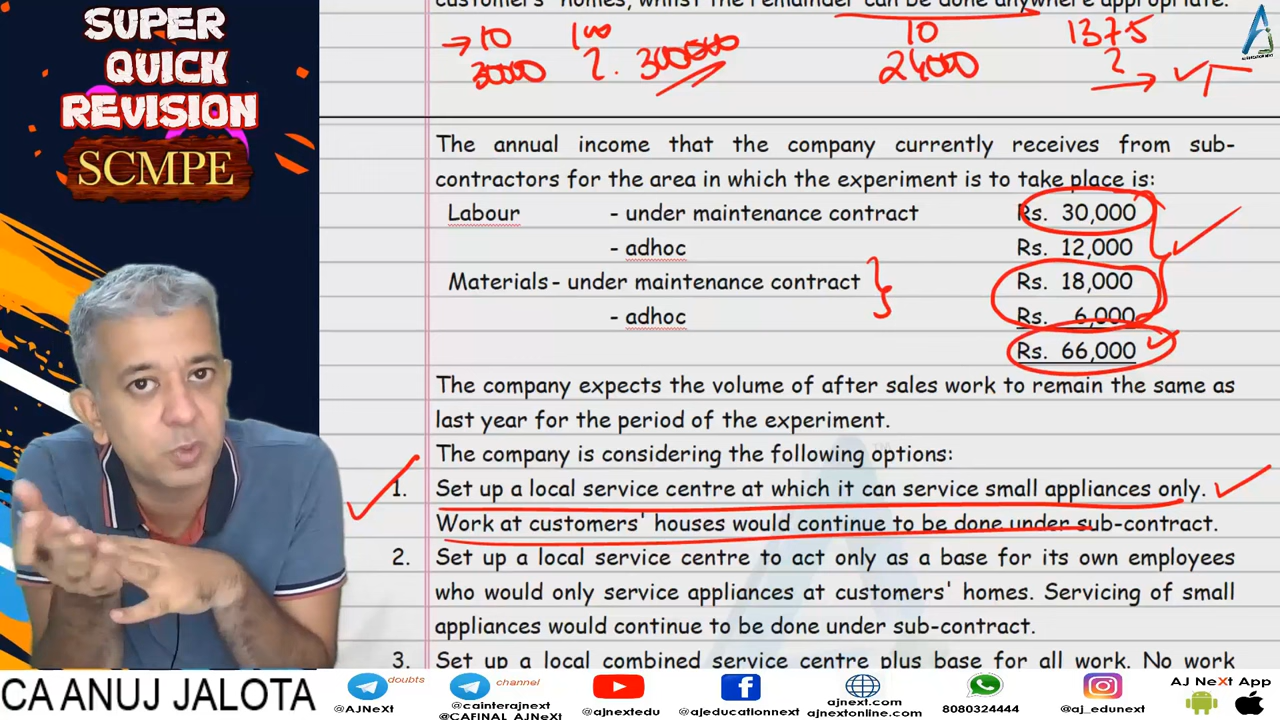 SUPER
QUICK
REVISION
SCMPE
customers' homes, whilst the remainder can be done anywhere appropriate.
10 100 10 1375
30000 ? 300500 24000 ?
The annual income that the company currently receives from sub-
contractors for the area in which the experiment is to take place is:
Labour - under maintenance contract Rs. 30,000
- adhoc Rs. 12,000
Materials - under maintenance contract Rs. 18,000
- adhoc Rs. 6,000
Rs. 66,000
The company expects the volume of after sales work to remain the same as
last year for the period of the experiment.
The company is considering the following options:
1. Set up a local service centre at which it can service small appliances only.
Work at customers' houses would continue to be done under sub-contract.
2. Set up a local service centre to act only as a base for its own employees
who would only service appliances at customers' homes. Servicing of small
appliances would continue to be done under sub-contract.
3. Set up a local combined service centre plus base for all work. No work
CA ANUJ JALOTA
doubts
@AJNeXt
channel
@cainterajnext
@CAFINAL_AJNeXt
@ajnextedu
@ajeducationnext
ajnext.com
ajnextonline.com
8080324444
@aj_edunext
AJ NeXt App